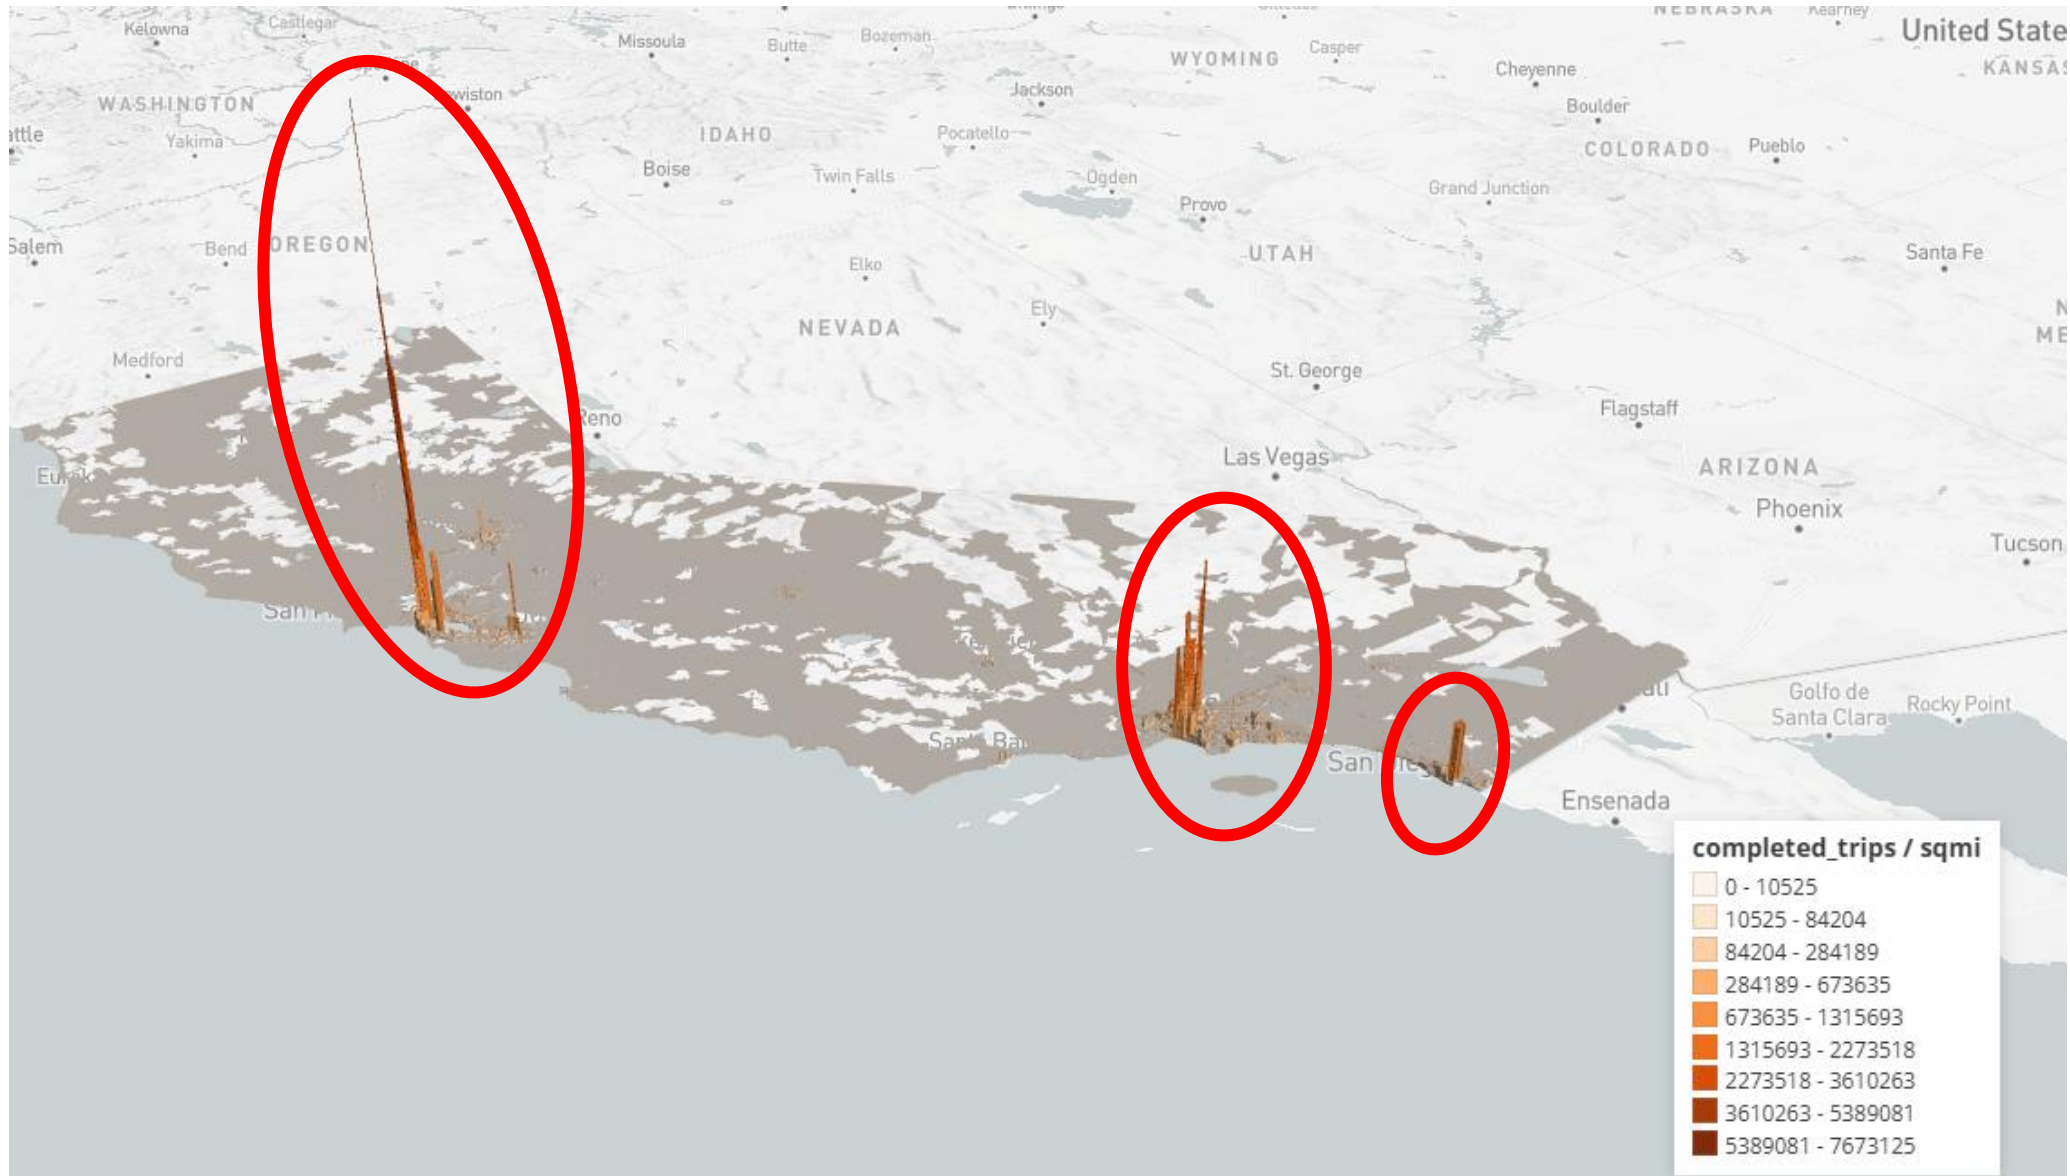 Kelowna
Castlegar
Missoula
Butte
Bozeman
WYOMING
Casper
NEBRASKA
Kearney
United State
KANSAS
Cheyenne
WASHINGTON
Jackson
Boulder
IDAHO
Pocatello
Yakima
COLORADO
Pueblo
Boise
Twin Falls
Ogden
Grand Junction
Provo
Salem
Bend
OREGON
Elko
UTAH
Santa Fe
NEVADA
Ely
Medford
St. George
Flagstaff
Reno
Las Vegas
ARIZONA
Phoenix
Tucson
Golfo de
Santa Clara
Rocky Point
Ensenada
completed_trips / sqmi
0 - 10525
10525 - 84204
84204 - 284189
284189 - 673635
673635 - 1315693
1315693 - 2273518
2273518 - 3610263
3610263 - 5389081
5389081 - 7673125